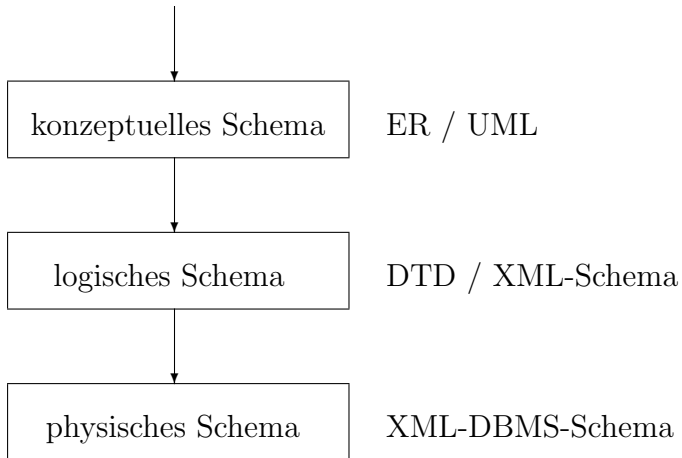 konzeptuelles Schema ER / UML
logisches Schema DTD / XML-Schema
physisches Schema XML-DBMS-Schema